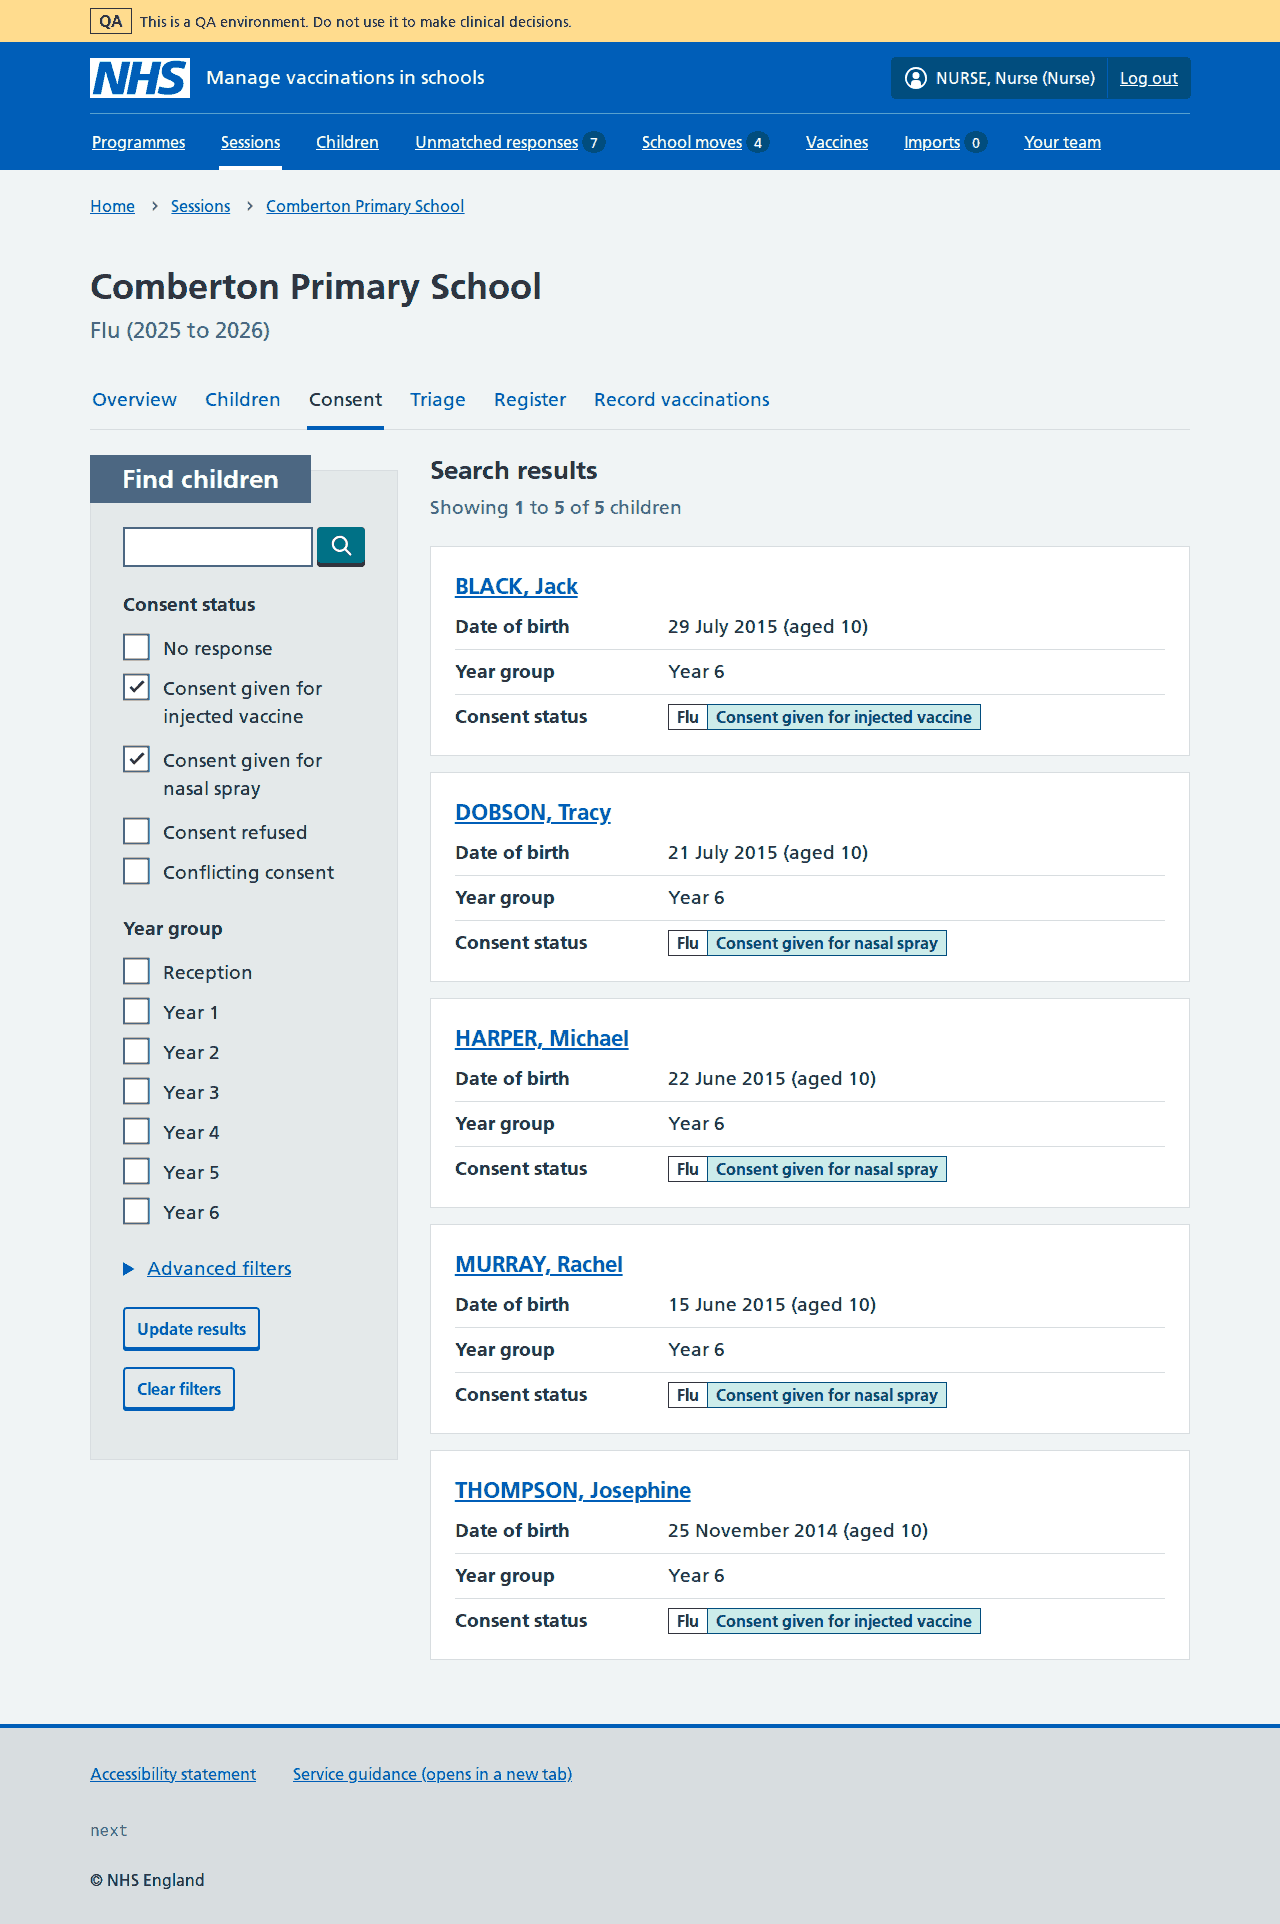 QA This is a QA environment. Do not use it to make clinical decisions.
NHS Manage vaccinations in schools NURSE, Nurse (Nurse) Log out
Programmes Sessions Children Unmatched responses 7 School moves 4 Vaccines Imports 0 Your team
Home Sessions Comberton Primary School
Comberton Primary School
Flu (2025 to 2026)
Overview Children Consent Triage Register Record vaccinations
Find children
Consent status
No response
Consent given for
injected vaccine
Consent given for
nasal spray
Consent refused
Conflicting consent
Year group
Reception
Year 1
Year 2
Year 3
Year 4
Year 5
Year 6
Advanced filters
Update results
Clear filters
Search results
Showing 1 to 5 of 5 children
BLACK, Jack
Date of birth 29 July 2015 (aged 10)
Year group Year 6
Consent status Flu Consent given for injected vaccine
DOBSON, Tracy
Date of birth 21 July 2015 (aged 10)
Year group Year 6
Consent status Flu Consent given for nasal spray
HARPER, Michael
Date of birth 22 June 2015 (aged 10)
Year group Year 6
Consent status Flu Consent given for nasal spray
MURRAY, Rachel
Date of birth 15 June 2015 (aged 10)
Year group Year 6
Consent status Flu Consent given for nasal spray
THOMPSON, Josephine
Date of birth 25 November 2014 (aged 10)
Year group Year 6
Consent status Flu Consent given for injected vaccine
Accessibility statement Service guidance (opens in a new tab)
next
© NHS England